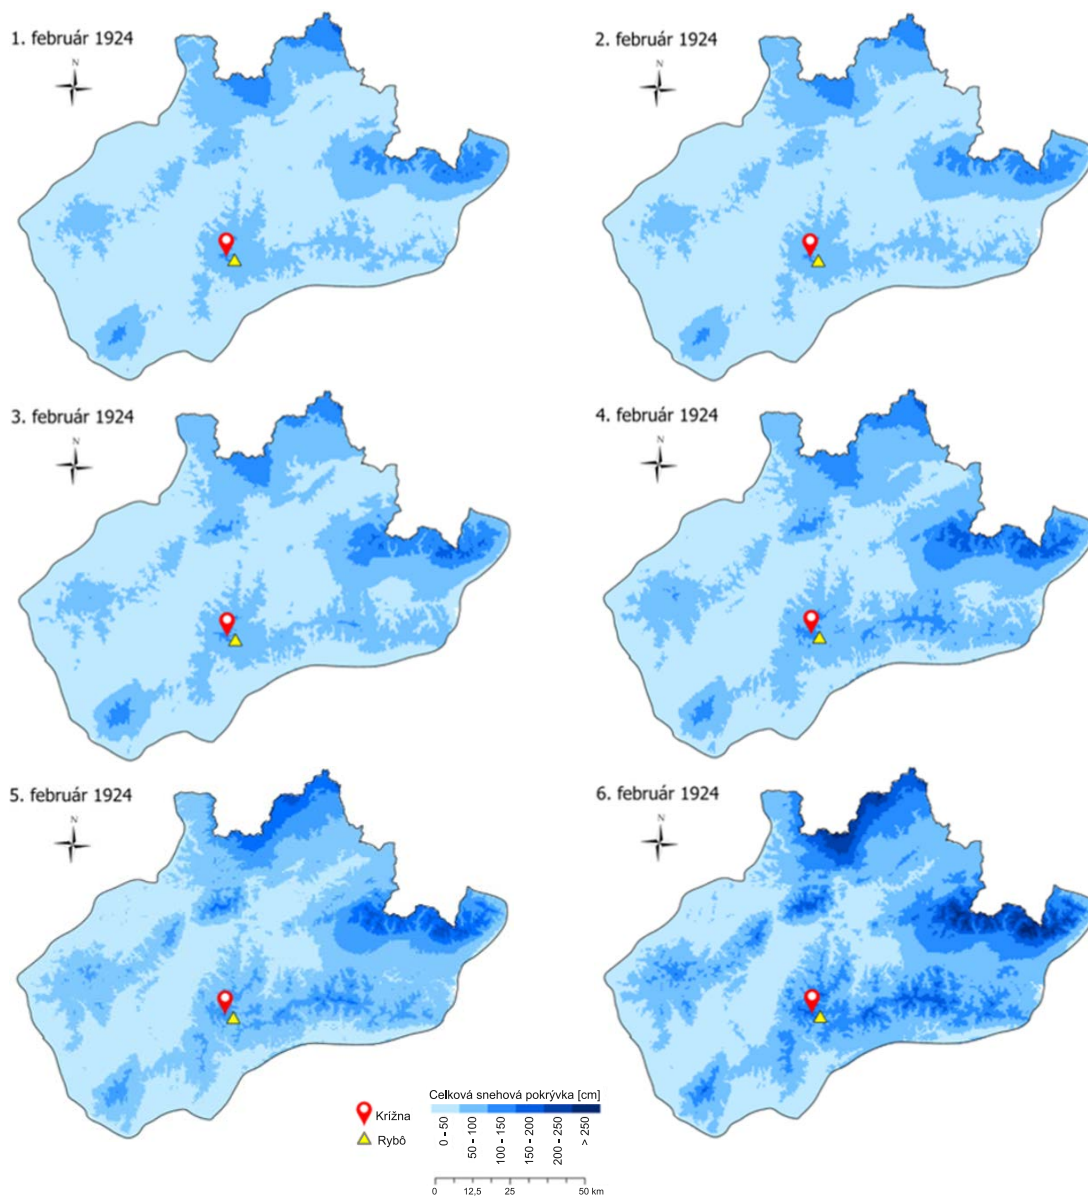 1. február 1924
N
2. február 1924
N
3. február 1924
N
4. február 1924
N
5. február 1924
N
6. február 1924
N
Krížna
Rybô
Celková snehová pokrývka [cm]
0 - 50
50 - 100
100 - 150
150 - 200
200 - 250
> 250
0 12,5 25 50 km